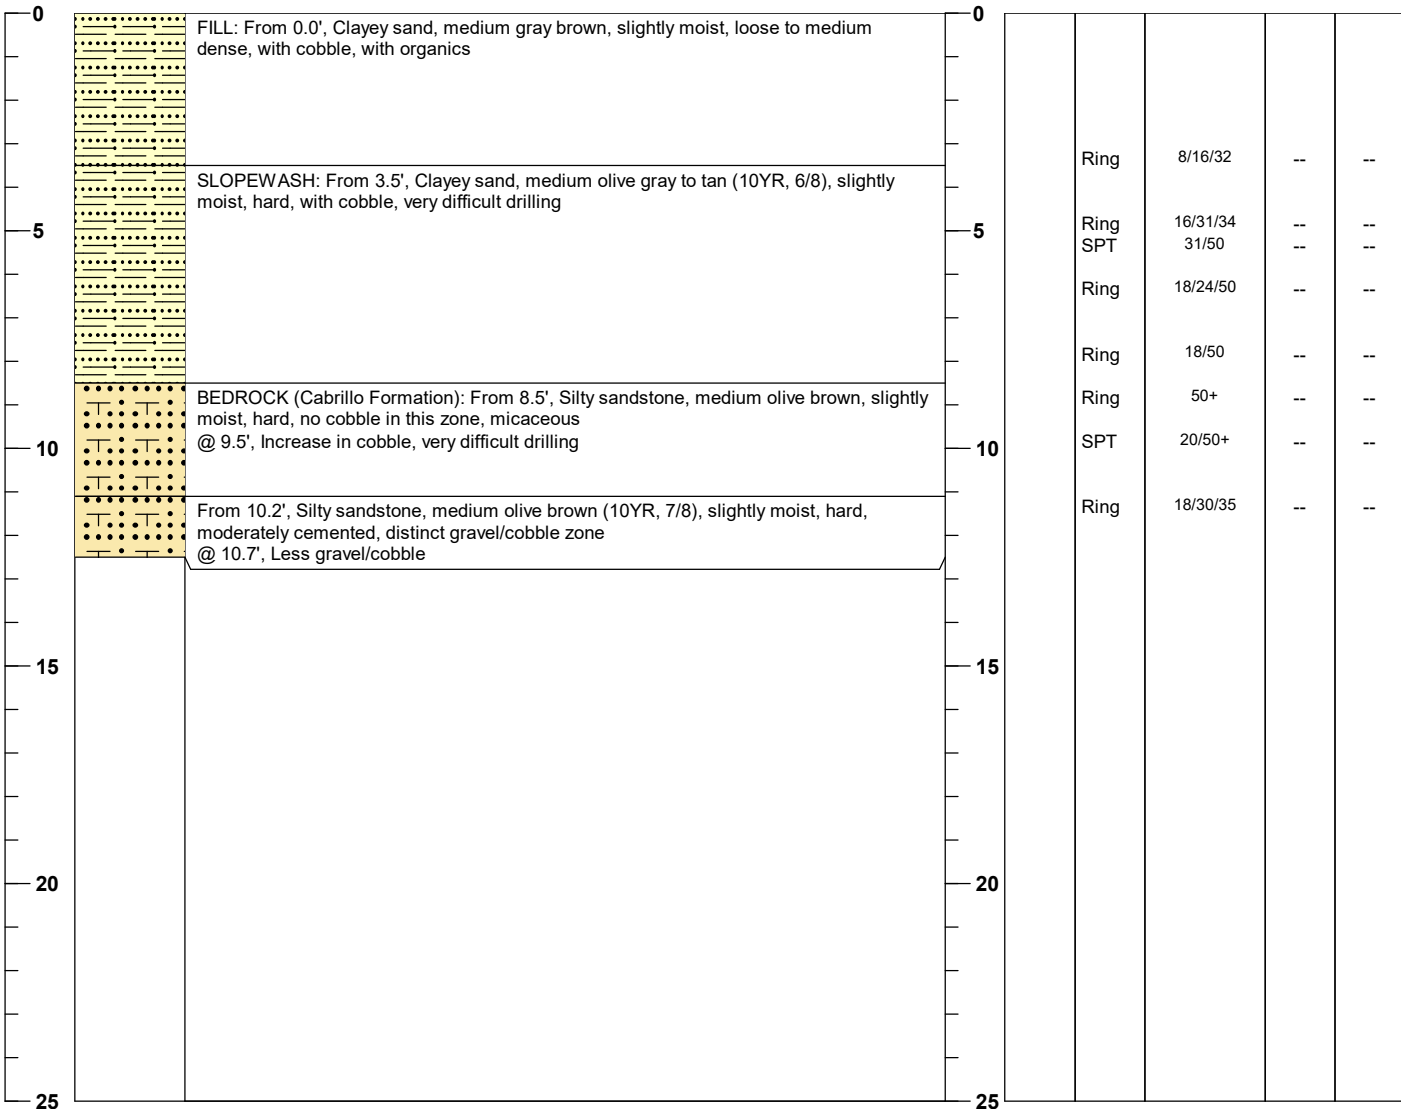 0
FILL: From 0.0', Clayey sand, medium gray brown, slightly moist, loose to medium
dense, with cobble, with organics
0
Ring 8/16/32 -- --
SLOPEWASH: From 3.5', Clayey sand, medium olive gray to tan (10YR, 6/8), slightly
moist, hard, with cobble, very difficult drilling
5
5
Ring 16/31/34 -- --
SPT 31/50 -- --
Ring 18/24/50 -- --
Ring 18/50 -- --
BEDROCK (Cabrillo Formation): From 8.5', Silty sandstone, medium olive brown, slightly
moist, hard, no cobble in this zone, micaceous
@ 9.5', Increase in cobble, very difficult drilling
Ring 50+ -- --
10
10
SPT 20/50+ -- --
From 10.2', Silty sandstone, medium olive brown (10YR, 7/8), slightly moist, hard,
moderately cemented, distinct gravel/cobble zone
@ 10.7', Less gravel/cobble
Ring 18/30/35 -- --
15
15
20
20
25
25